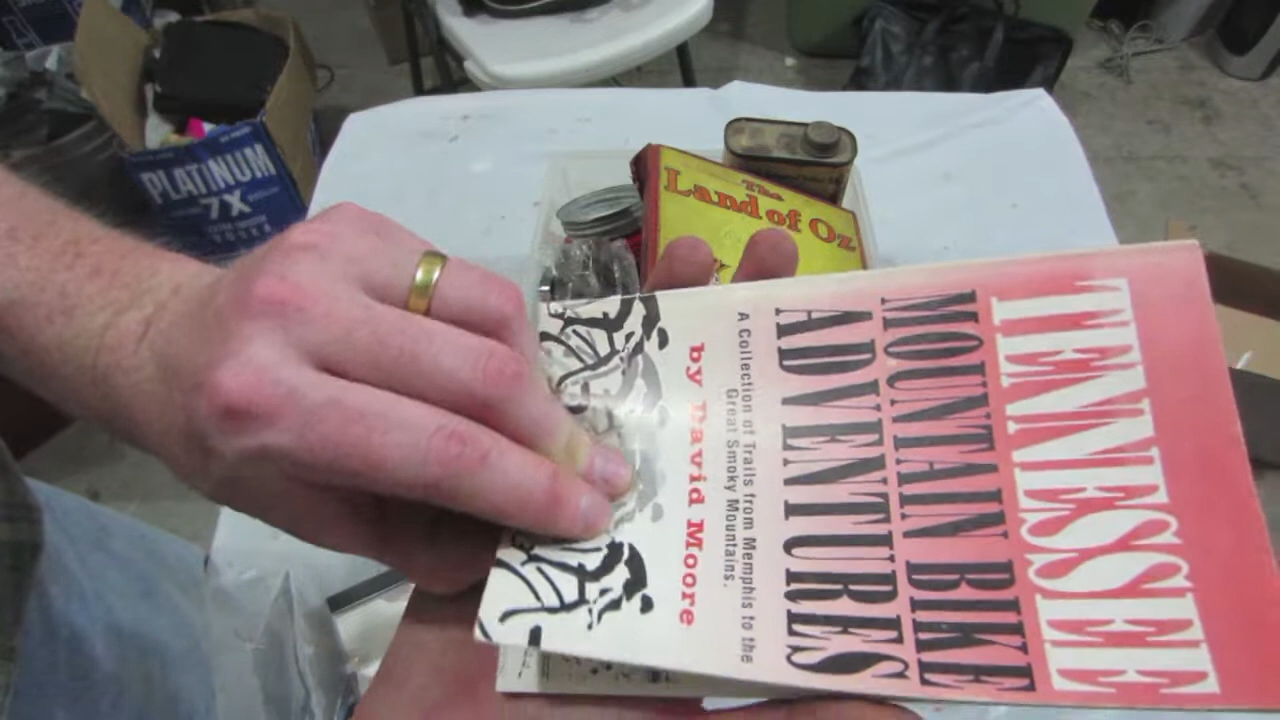 PLATINUM
7X
VODKA
The
Land of Oz
TENNESSEE
MOUNTAIN BIKE
ADVENTURES
A Collection of Trails from Memphis to the
Great Smoky Mountains.
by David Moore